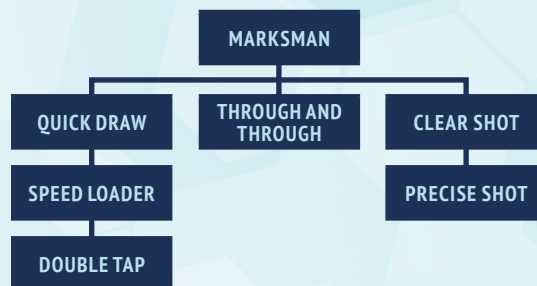 MARKSMAN
QUICK DRAW
THROUGH AND
THROUGH
CLEAR SHOT
SPEED LOADER
PRECISE SHOT
DOUBLE TAP